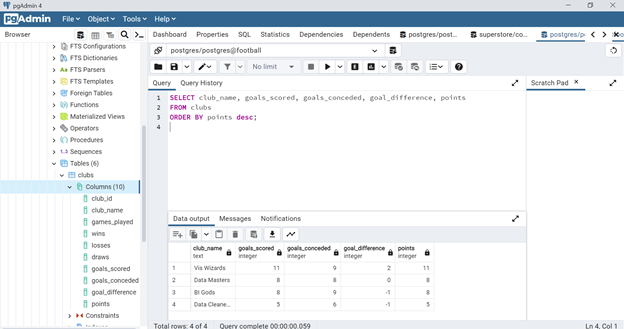 pgAdmin 4
pgAdmin File Object Tools Help
Browser
Dashboard Properties SQL Statistics Dependencies Dependents postgres/post... superstore/co... postgres/po
postgres/postgres@football
No limit
Query Query History
Scratch Pad
FTS Configurations
FTS Dictionaries
FTS Parsers
FTS Templates
Foreign Tables
Functions
Materialized Views
Operators
Procedures
1..3 Sequences
Tables (6)
clubs
Columns (10)
club_id
club_name
games_played
wins
losses
draws
goals_scored
goals_conceded
goal_difference
points
Constraints
1 SELECT club_name, goals_scored, goals_conceded, goal_difference, points
2 FROM clubs
3 ORDER BY points desc;
4
Data output Messages Notifications
club_name goals_scored goals_conceded goal_difference points
text integer integer integer integer
1 Vis Wizards 11 9 2 11
2 Data Masters 8 8 0 8
3 BI Gods 8 9 -1 8
4 Data Cleane... 5 6 -1 5
Total rows: 4 of 4 Query complete 00:00:00.059
Ln 4, Col 1